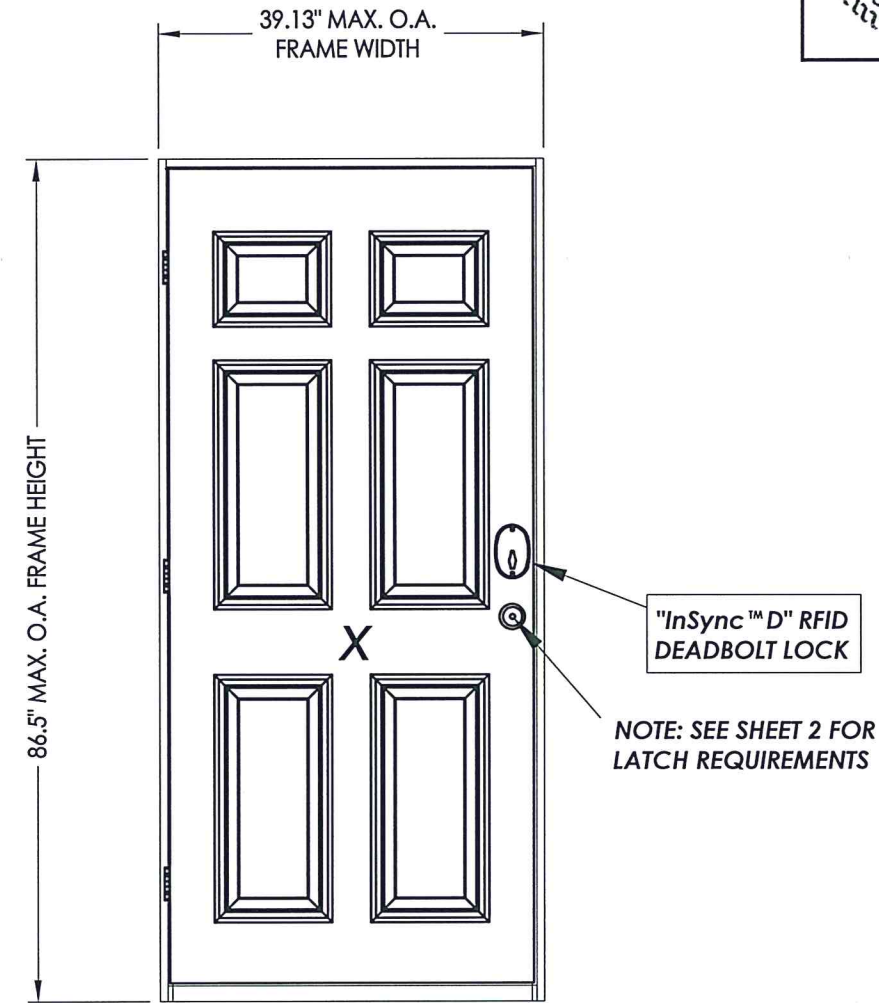 39.13" MAX. O.A.
FRAME WIDTH
86.5" MAX. O.A. FRAME HEIGHT
X
"InSync™ D" RFID
DEADBOLT LOCK
NOTE: SEE SHEET 2 FOR
LATCH REQUIREMENTS